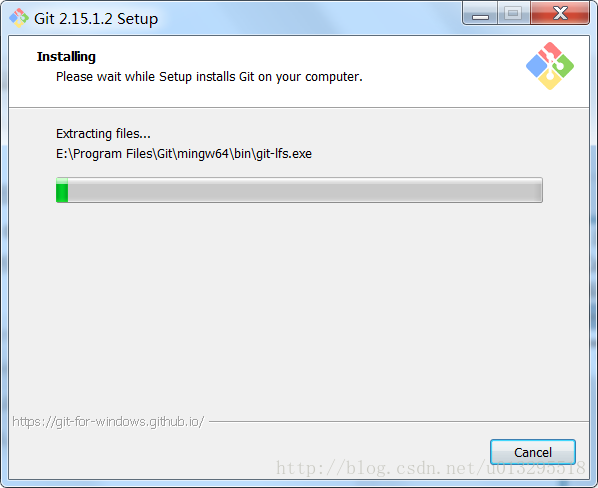 Git 2.15.1.2 Setup
Installing
Please wait while Setup installs Git on your computer.
Extracting files...
E:\Program Files\Git\mingw64\bin\git-lfs.exe
https://git-for-windows.github.io/
Cancel
http://blog.csdn.net/u013295518